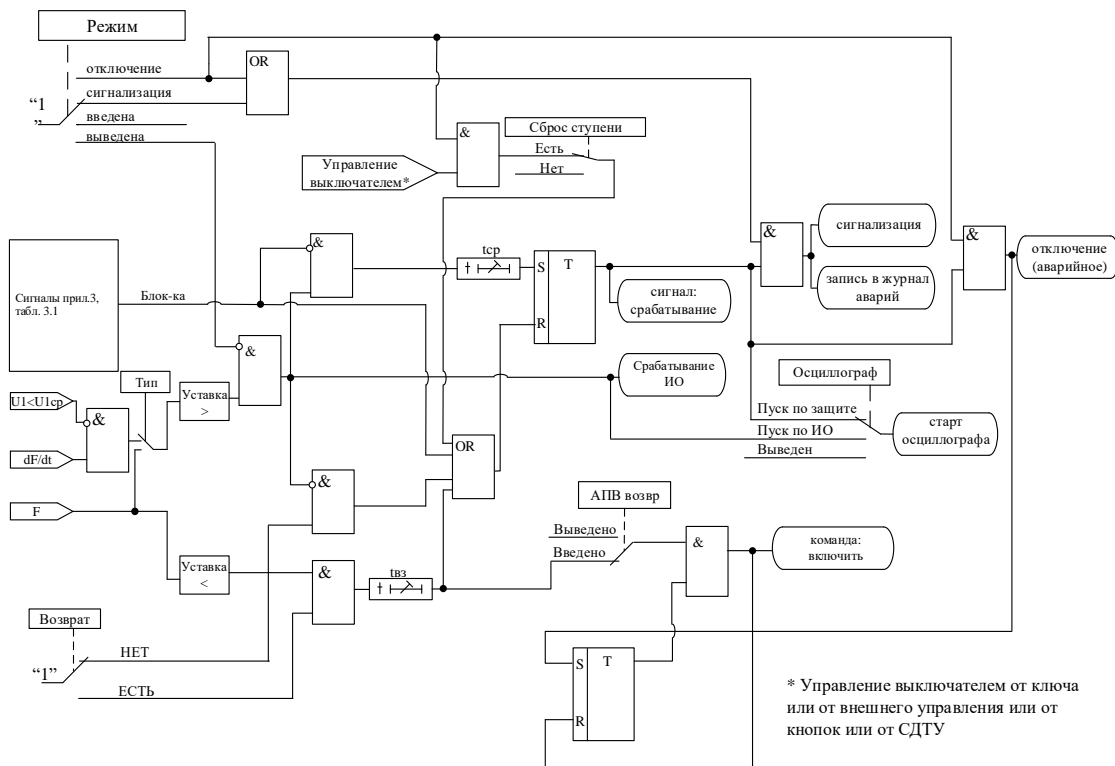 Режим
отключение
сигнализация
введена
выведена
“1
”
OR
&
Управление
выключателем*
Сброс ступени
Есть
Нет
Сигналы прил.3,
табл. 3.1
Блок-ка
&
tср
S
T
R
сигнал:
срабатывание
&
сигнализация
запись в журнал
аварий
&
отключение
(аварийное)
&
Срабатывание
ИО
U1<U1ср
&
dF/dt
Тип
Уставка
>
F
Осциллограф
Пуск по защите
Пуск по ИО
Выведен
старт
осциллографа
OR
&
Уставка
<
&
tвз
АПВ возвр
Выведено
Введено
&
команда:
включить
Возврат
“1”
НЕТ
ЕСТЬ
S
T
R
* Управление выключателем от ключа
или от внешнего управления или от
кнопок или от СДТУ